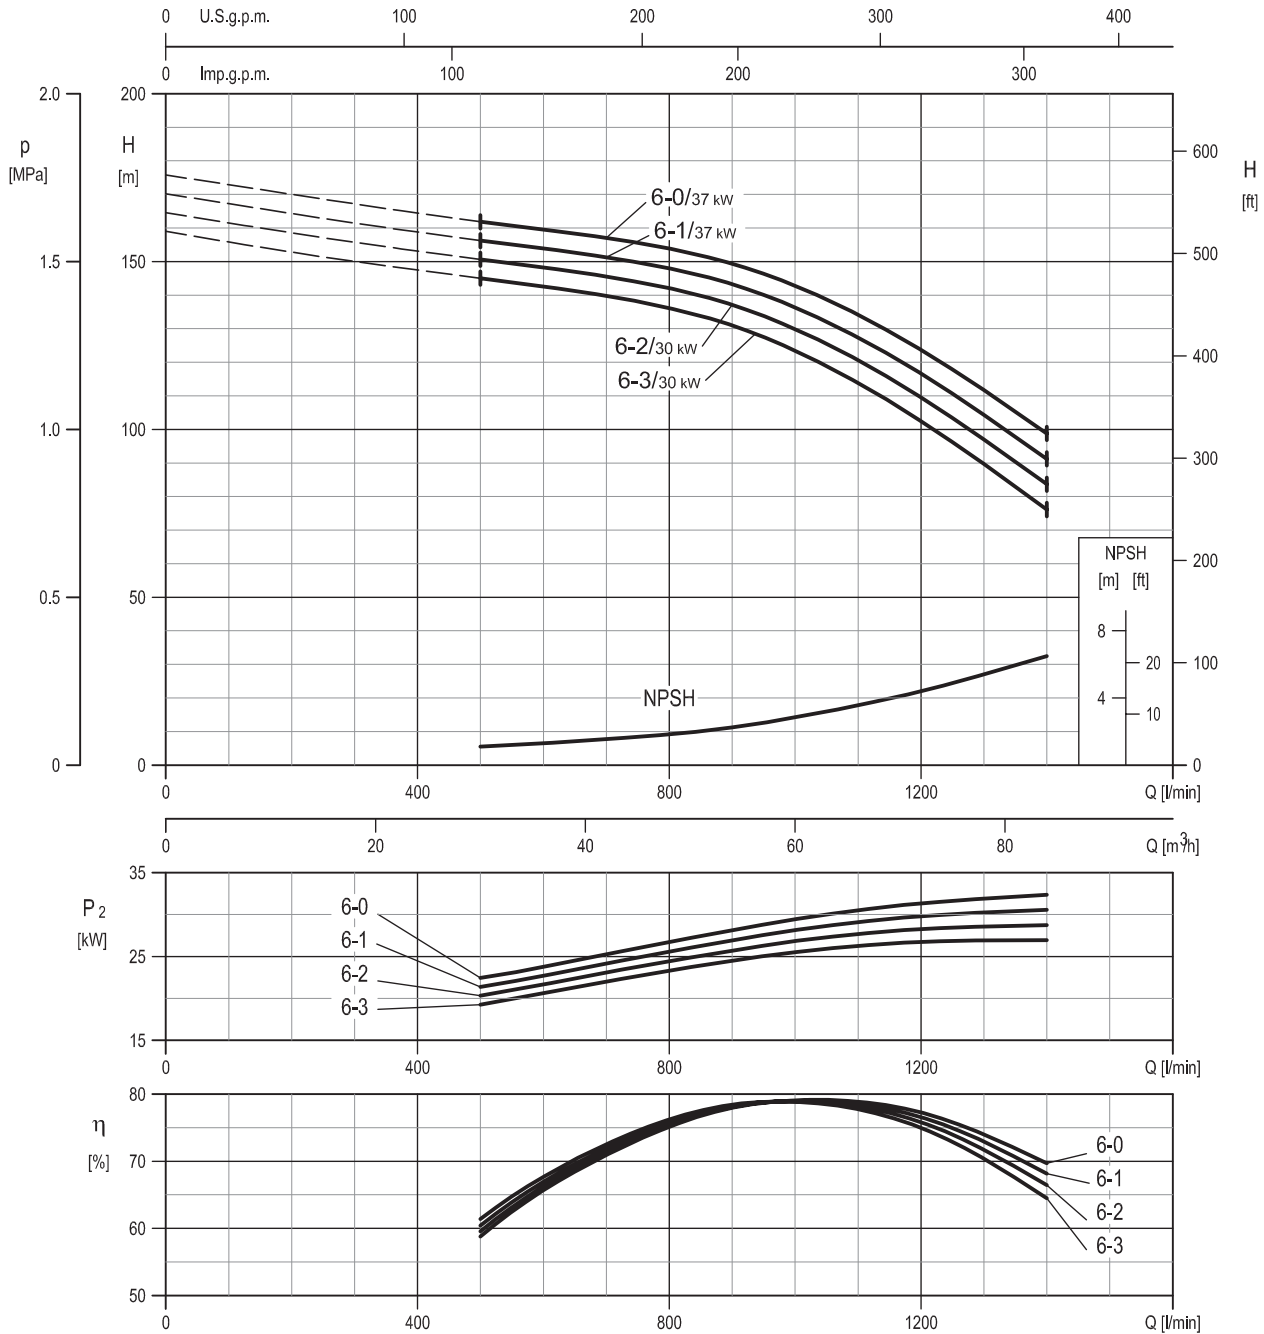 0 U.S.g.p.m. 100 200 300 400
0 Imp.g.p.m. 100 200 300
2.0 200
p H
[MPa] [m]
600
H
[ft]
6-0/37 kW
6-1/37 kW
500
1.5 150
6-2/30 kW
400
6-3/30 kW
1.0 100
300
NPSH
[m] [ft]
200
0.5 50
8
20 100
NPSH
4
10
0 0 0
0 400 800 1200 Q [l/min]
0 20 40 60 80 Q [m³/h]
35
P2
[kW]
6-0
6-1
25
6-2
6-3
15
0 400 800 1200 Q [l/min]
80
η
[%]
70
6-0
6-1
60
6-2
6-3
50
0 400 800 1200 Q [l/min]